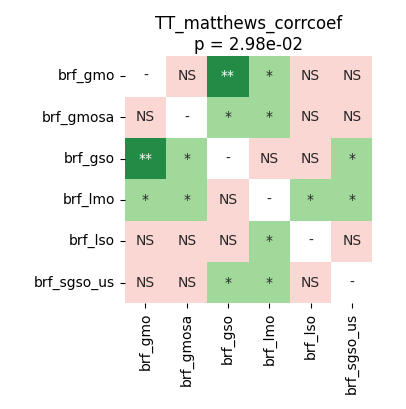 TT_matthews_corrcoef
p = 2.98e-02
brf_gmo - NS ** * NS NS
brf_gmosa NS - * * NS NS
brf_gso ** * - NS NS *
brf_lmo * * NS - * *
brf_lso NS NS NS * - NS
brf_sgso_us NS NS * * NS -
brf_gmo
brf_gmosa
brf_gso
brf_lmo
brf_lso
brf_sgso_us